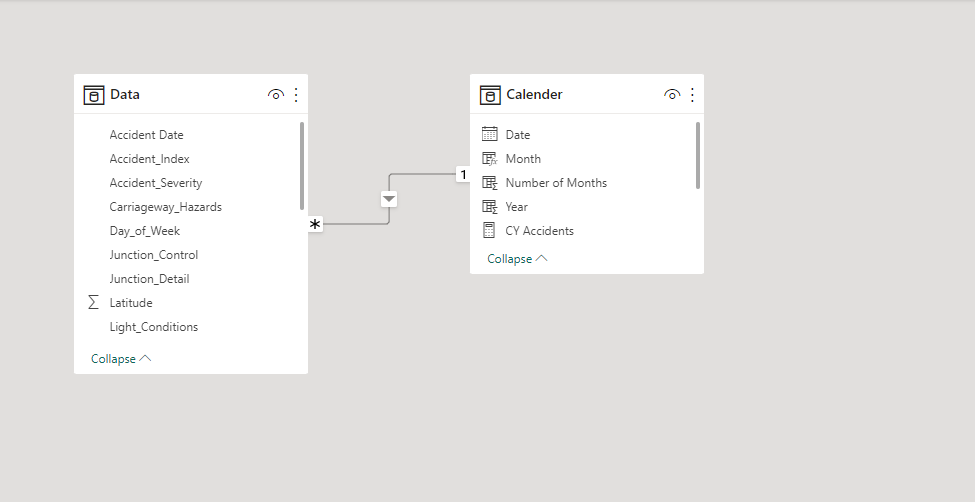 Data
Accident Date
Accident_Index
Accident_Severity
Carriageway_Hazards
Day_of_Week
Junction_Control
Junction_Detail
Σ Latitude
Light_Conditions
Collapse
*
1
Calender
Date
Month
Number of Months
Year
CY Accidents
Collapse